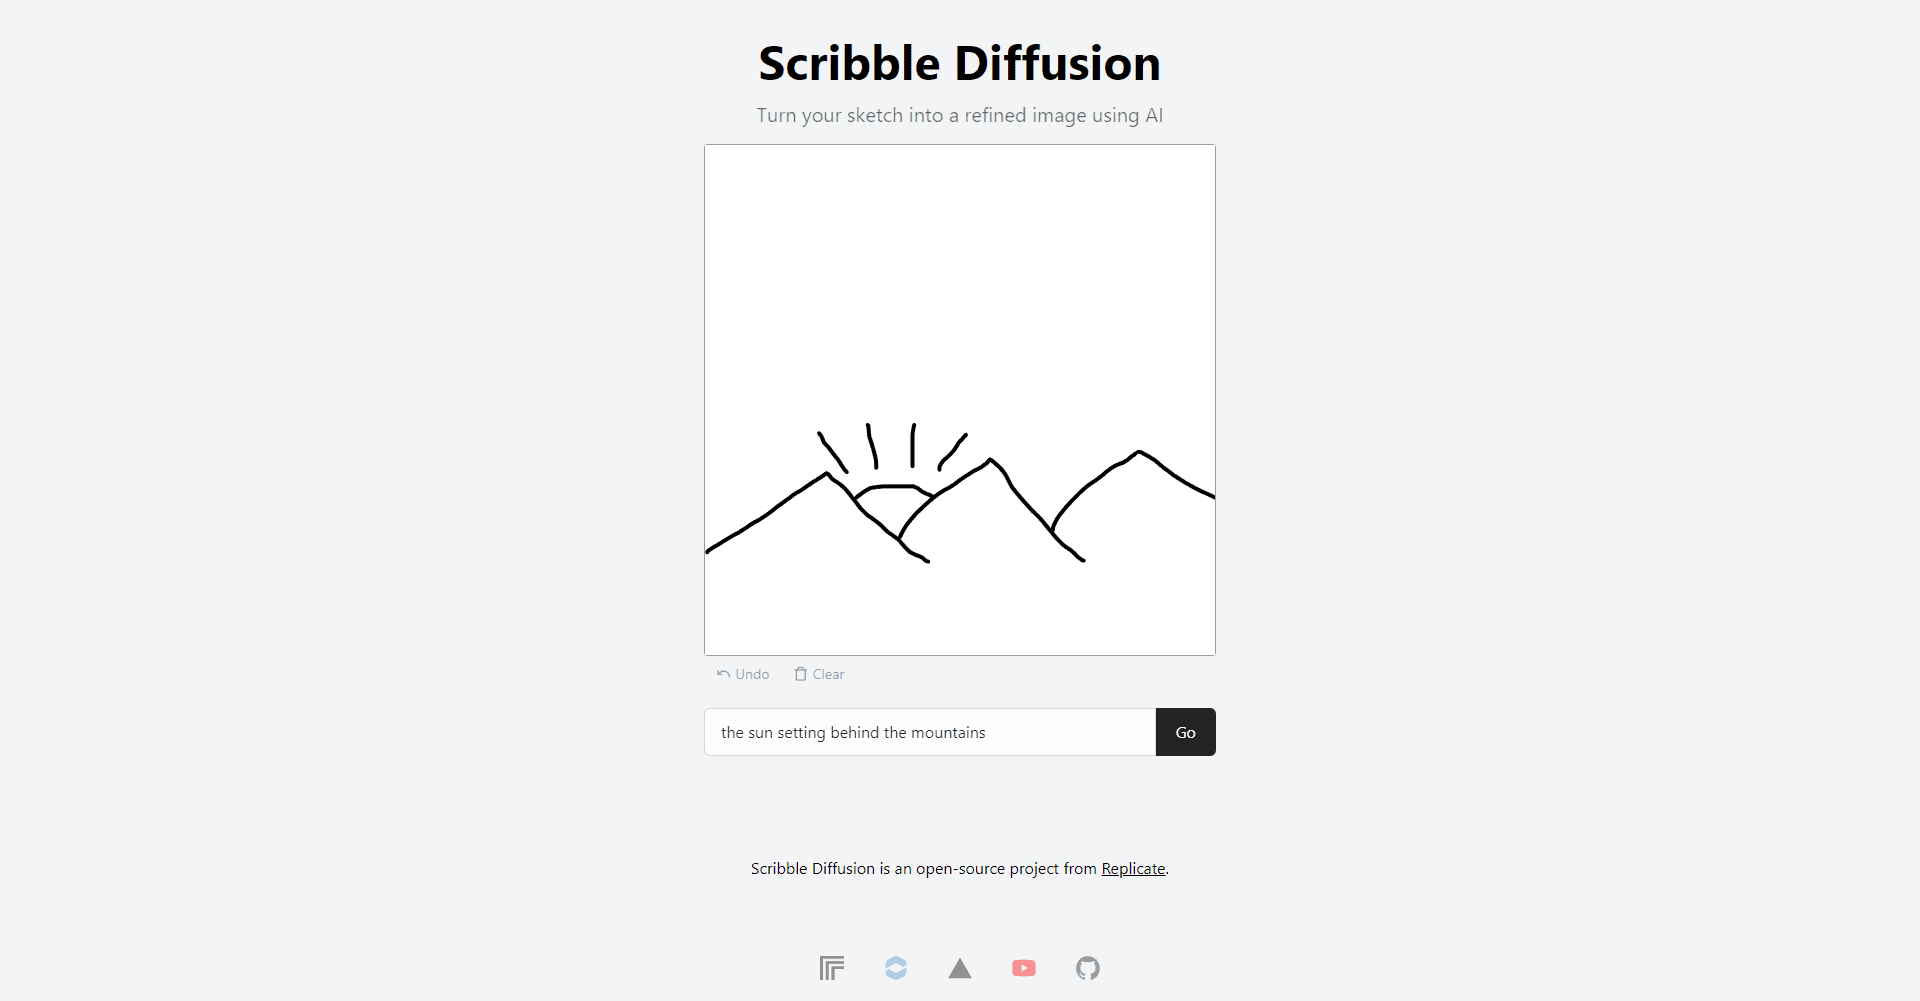 Scribble Diffusion
Turn your sketch into a refined image using AI
Undo Clear
the sun setting behind the mountains Go
Scribble Diffusion is an open-source project from Replicate.